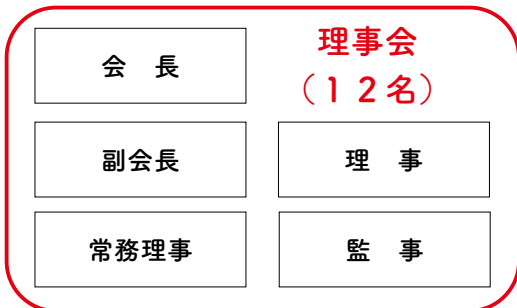 会　長
理事会
（１２名）
副会長
理　事
常務理事
監　事